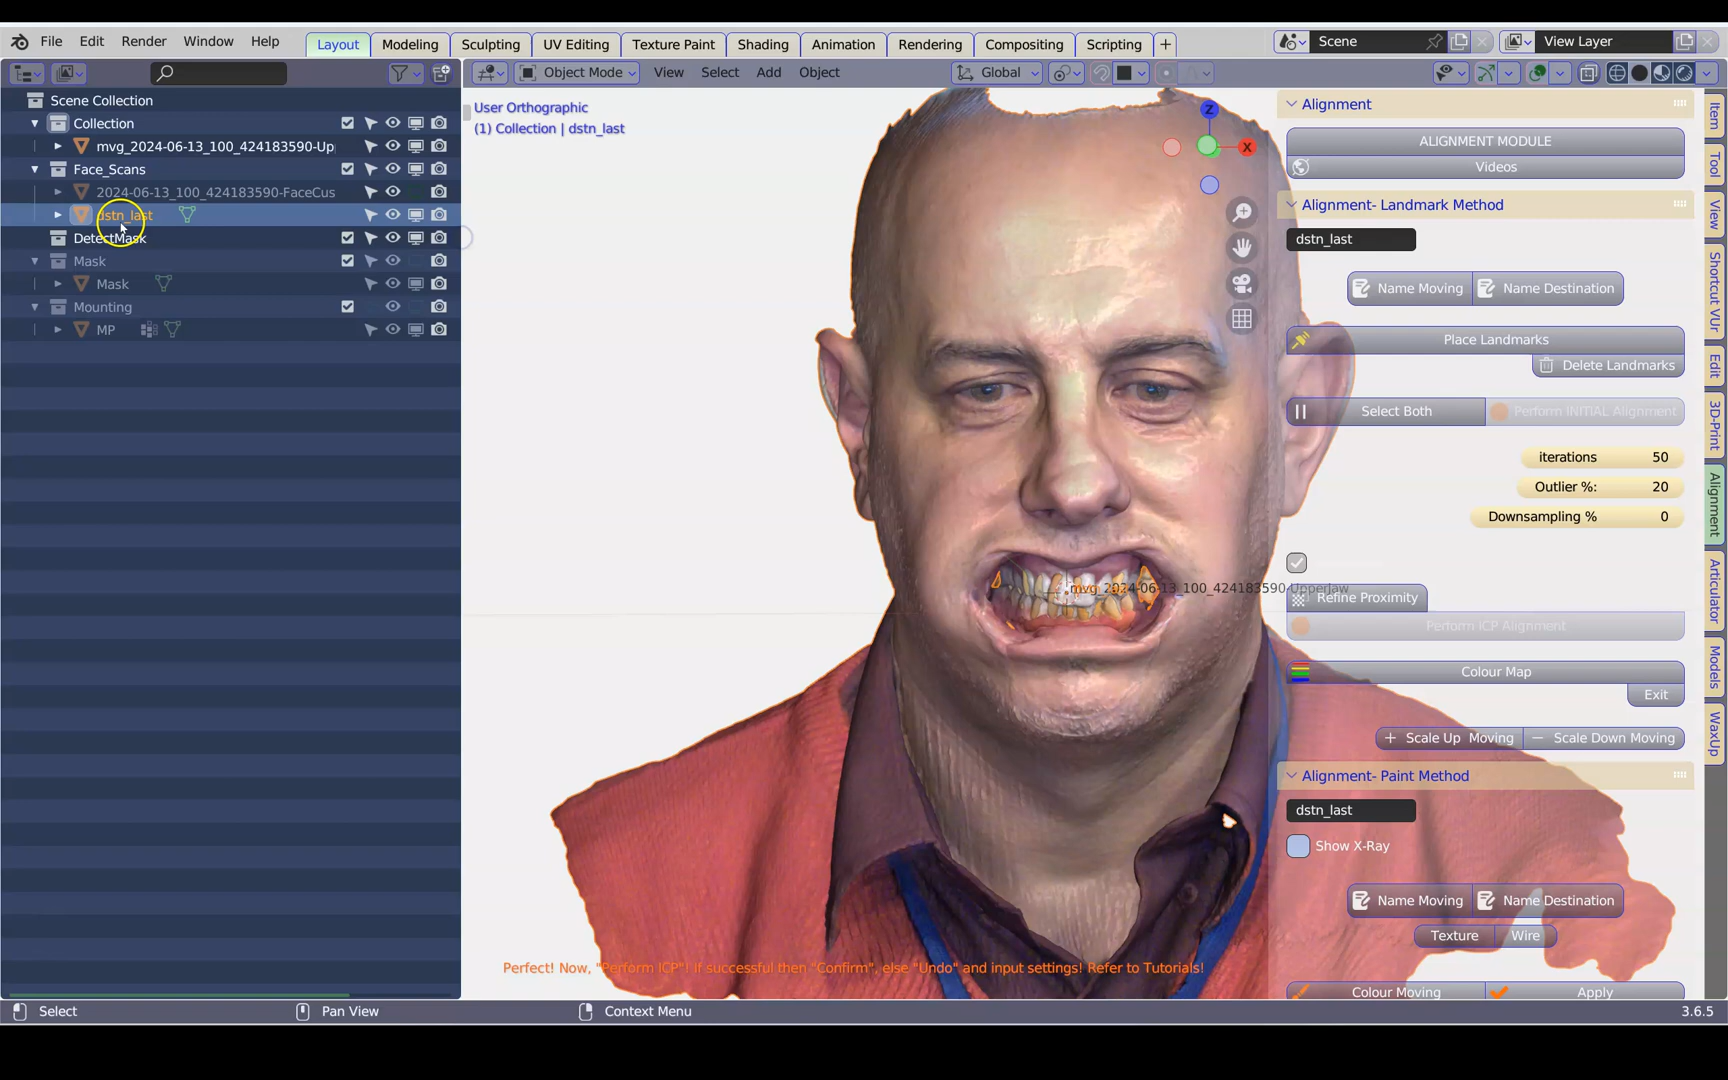 File Edit Render Window Help Layout Modeling Sculpting UV Editing Texture Paint Shading Animation Rendering Compositing Scripting + Scene View Layer
Object Mode View Select Add Object Global
Scene Collection
Collection
mvg_2024-06-13_100_424183590-Up
Face_Scans
2024-06-13_100_424183590-FaceCus
dstn_last
DetectMask
Mask
Mask
Mounting
MP
User Orthographic
(1) Collection | dstn_last
Z
X
mvg_2024-06-13_100_424183590-Upperjaw
Perfect! Now, "Perform ICP"! If successful then "Confirm", else "Undo" and input settings! Refer to Tutorials!
Alignment
ALIGNMENT MODULE
Videos
Alignment- Landmark Method
dstn_last
Name Moving Name Destination
Place Landmarks
Delete Landmarks
Select Both Perform INITIAL Alignment
iterations 50
Outlier %: 20
Downsampling % 0
Refine Proximity
Perform ICP Alignment
Colour Map
Exit
+ Scale Up Moving − Scale Down Moving
Alignment- Paint Method
dstn_last
Show X-Ray
Name Moving Name Destination
Texture Wire
Colour Moving Apply
Item
Tool
View
Shortcut VUr
Edit
3D-Print
Alignment
Articulator
Models
WaxUp
Select Pan View Context Menu 3.6.5